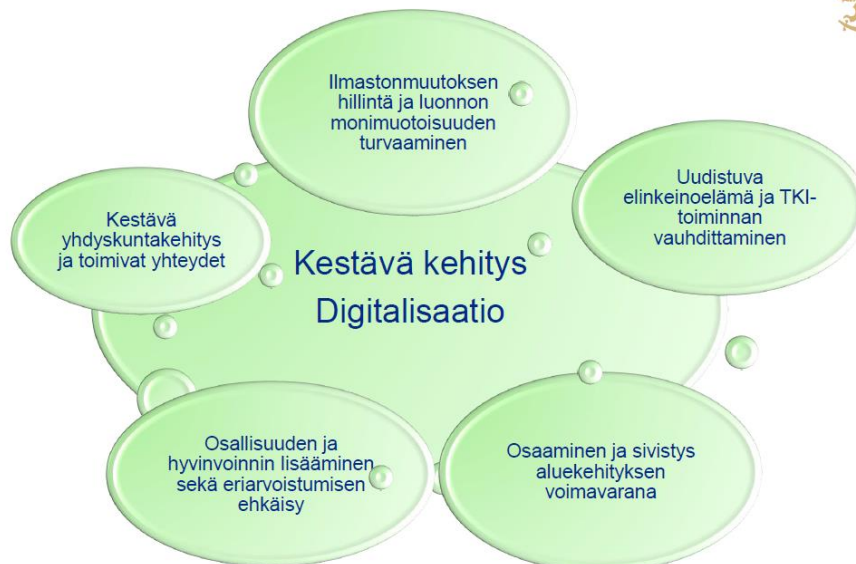 Ilmastonmuutoksen
hillintä ja luonnon
monimuotoisuuden
turvaaminen
Uudistuva
elinkeinoelämä ja TKI-
toiminnan
vauhdittaminen
Kestävä
yhdyskuntakehitys
ja toimivat yhteydet
Kestävä kehitys
Digitalisaatio
Osallisuuden ja
hyvinvoinnin lisääminen
sekä eriarvoistumisen
ehkäisy
Osaaminen ja sivistys
aluekehityksen
voimavarana